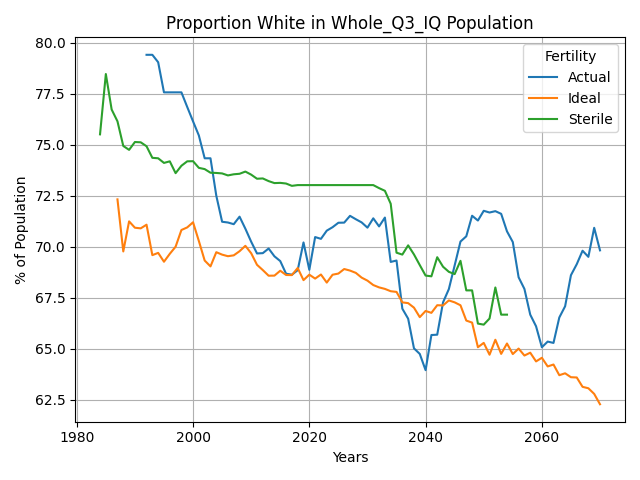 Proportion White in Whole_Q3_IQ Population
80.0
77.5
75.0
72.5
70.0
67.5
65.0
62.5
% of Population
Fertility
Actual
Ideal
Sterile
1980
2000
2020
2040
2060
Years